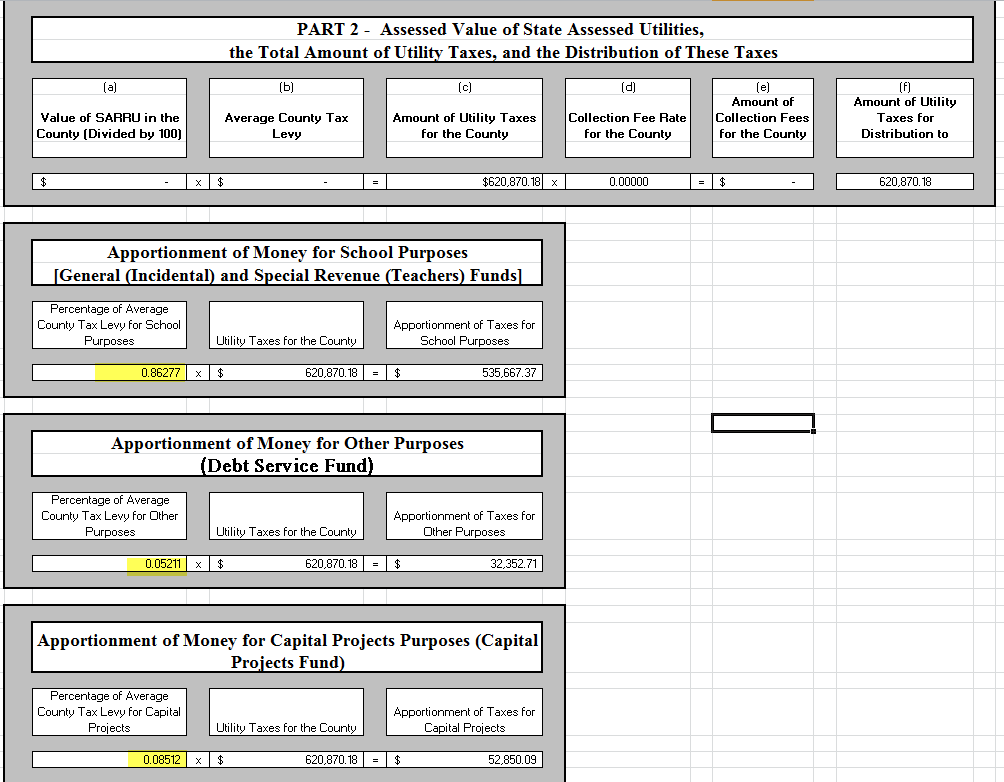 PART 2 -  Assessed Value of State Assessed Utilities,
the Total Amount of Utility Taxes, and the Distribution of These Taxes
(a)
Value of SARRU in the
County (Divided by 100)
(b)
Average County Tax
Levy
(c)
Amount of Utility Taxes
for the County
(d)
Collection Fee Rate
for the County
(e)
Amount of
Collection Fees
for the County
(f)
Amount of Utility
Taxes for
Distribution to
$ - x $ - = $620,870.18 x 0.00000 = $ - 620,870.18
Apportionment of Money for School Purposes
[General (Incidental) and Special Revenue (Teachers) Funds]
Percentage of Average
County Tax Levy for School
Purposes
Utility Taxes for the County
Apportionment of Taxes for
School Purposes
0.86277 x $ 620,870.18 = $ 535,667.37
Apportionment of Money for Other Purposes
(Debt Service Fund)
Percentage of Average
County Tax Levy for Other
Purposes
Utility Taxes for the County
Apportionment of Taxes for
Other Purposes
0.05211 x $ 620,870.18 = $ 32,352.71
Apportionment of Money for Capital Projects Purposes (Capital
Projects Fund)
Percentage of Average
County Tax Levy for Capital
Projects
Utility Taxes for the County
Apportionment of Taxes for
Capital Projects
0.08512 x $ 620,870.18 = $ 52,850.09